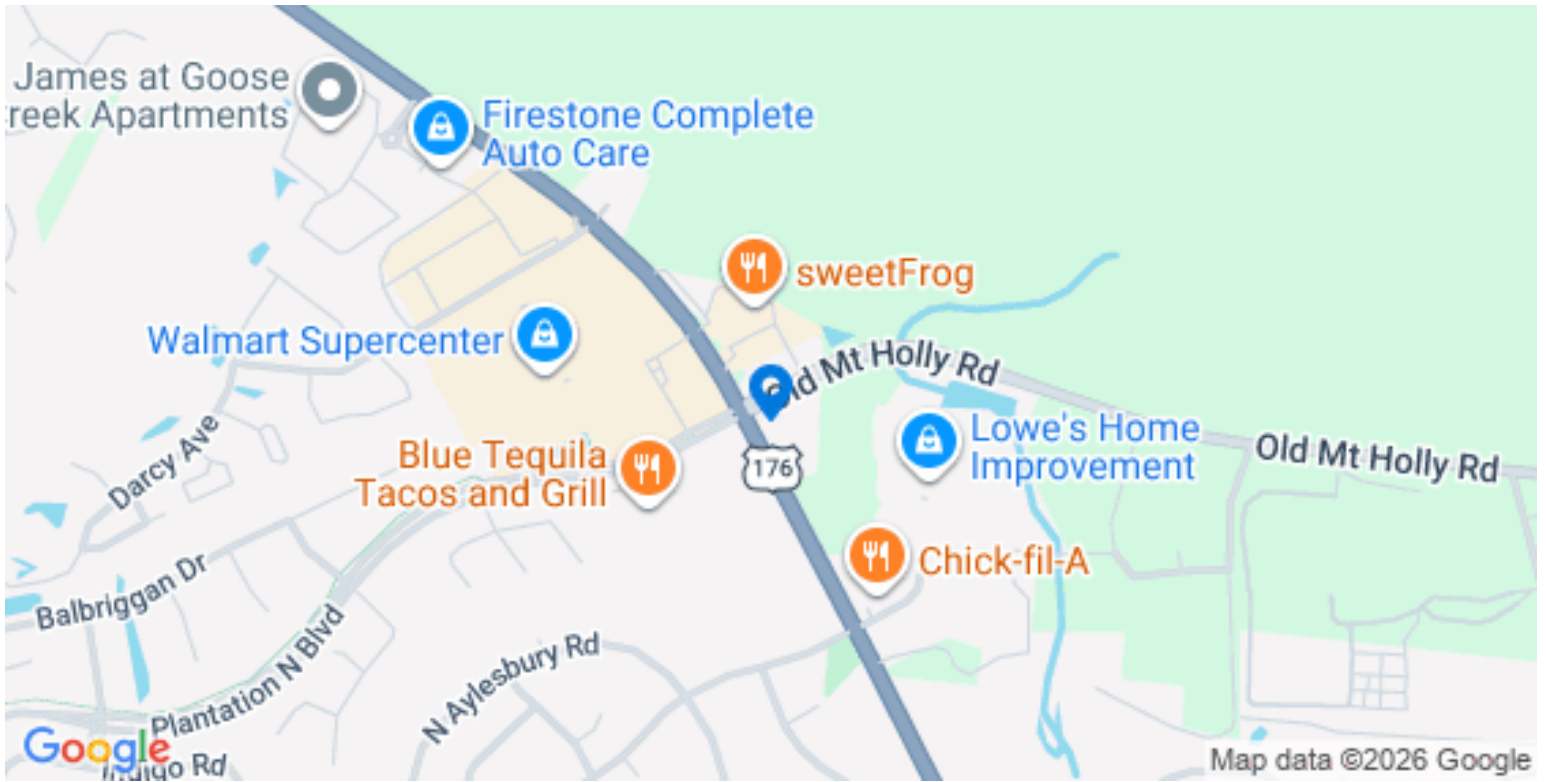 James at Goose
reek Apartments
Firestone Complete
Auto Care
sweetFrog
Walmart Supercenter
Old Mt Holly Rd
Lowe's Home
Improvement
Old Mt Holly Rd
Blue Tequila
Tacos and Grill
176
Darcy Ave
Chick-fil-A
Balbriggan Dr
Plantation N Blvd
N Aylesbury Rd
Google
Indigo Rd
Map data ©2026 Google